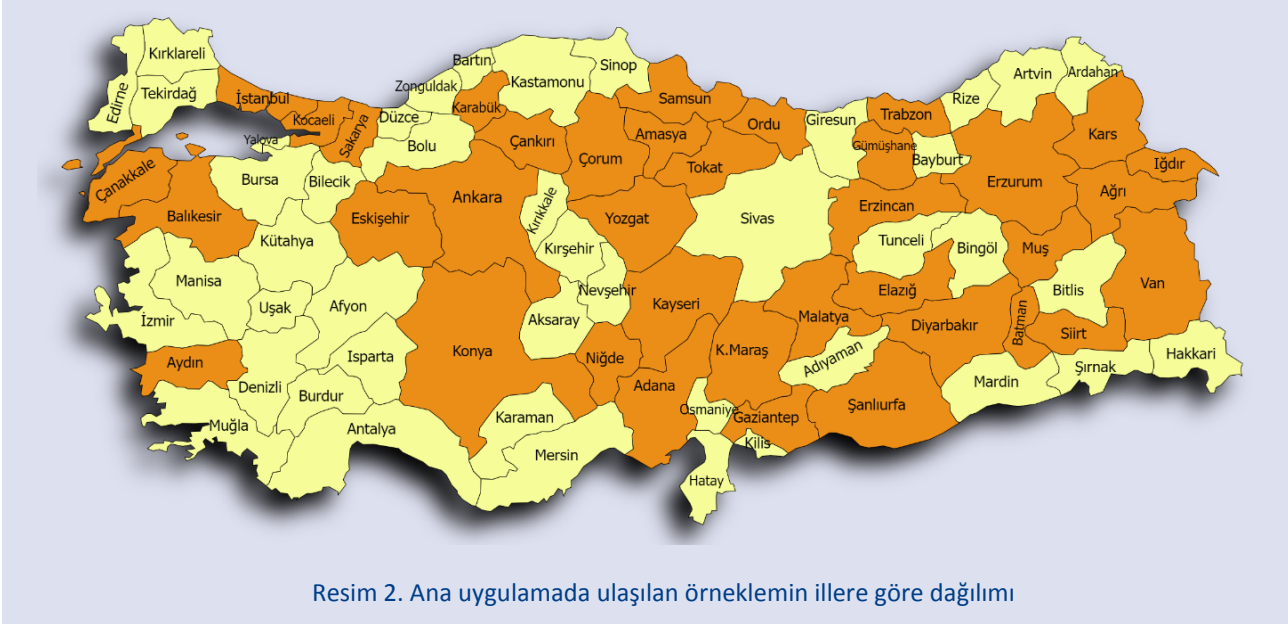 Kırklareli
Edirne
Tekirdağ
İstanbul
Kocaeli
Sakarya
Yalova
Düzce
Bolu
Zonguldak
Bartın
Karabük
Kastamonu
Sinop
Çankırı
Samsun
Amasya
Çorum
Ordu
Tokat
Giresun
Trabzon
Gümüşhane
Bayburt
Rize
Artvin
Ardahan
Kars
Iğdır
Ağrı
Erzurum
Erzincan
Çanakkale
Balıkesir
Bursa
Bilecik
Eskişehir
Ankara
Kırıkkale
Kırşehir
Yozgat
Sivas
Tunceli
Bingöl
Muş
Bitlis
Van
Kütahya
Manisa
Uşak
Afyon
İzmir
Aydın
Denizli
Isparta
Burdur
Muğla
Antalya
Konya
Aksaray
Nevşehir
Niğde
Kayseri
Karaman
Mersin
Adana
K.Maraş
Malatya
Elazığ
Diyarbakır
Batman
Siirt
Şırnak
Hakkari
Mardin
Adıyaman
Şanlıurfa
Gaziantep
Osmaniye
Kilis
Hatay
Resim 2. Ana uygulamada ulaşılan örneklemin illere göre dağılımı